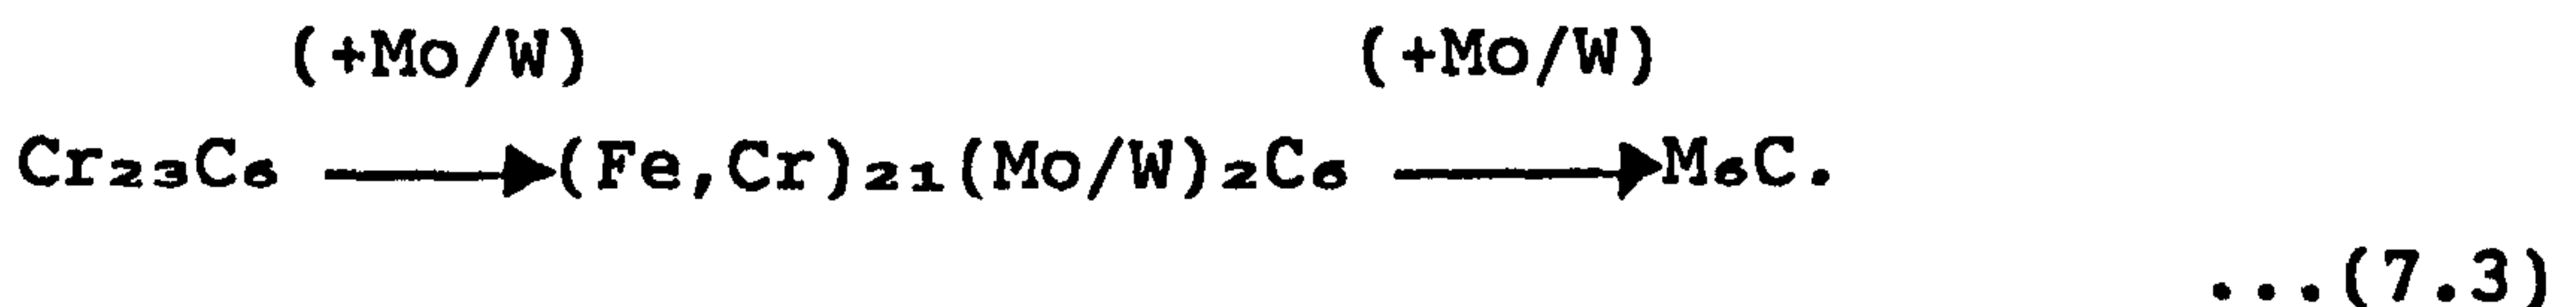 (+Mo/W) (+Mo/W)
Cr₂₃C₆ ⟶ (Fe,Cr)₂₁(Mo/W)₂C₆ ⟶ M₆C.
...(7.3)